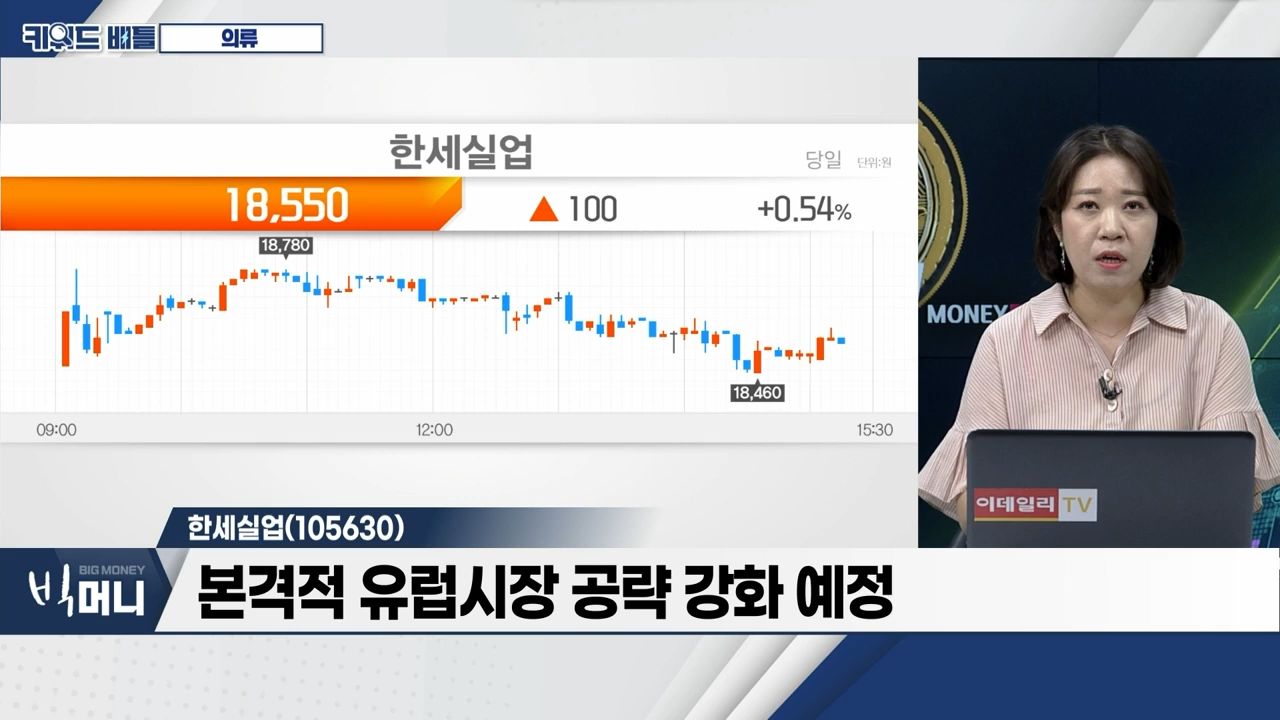 키워드 배틀
의류
한세실업
당일 단위:원
18,550 ▲ 100 +0.54%
18,780
18,460
09:00 12:00 15:30
MONEY
이데일리 TV
한세실업(105630)
BIG MONEY
빅머니
본격적 유럽시장 공략 강화 예정